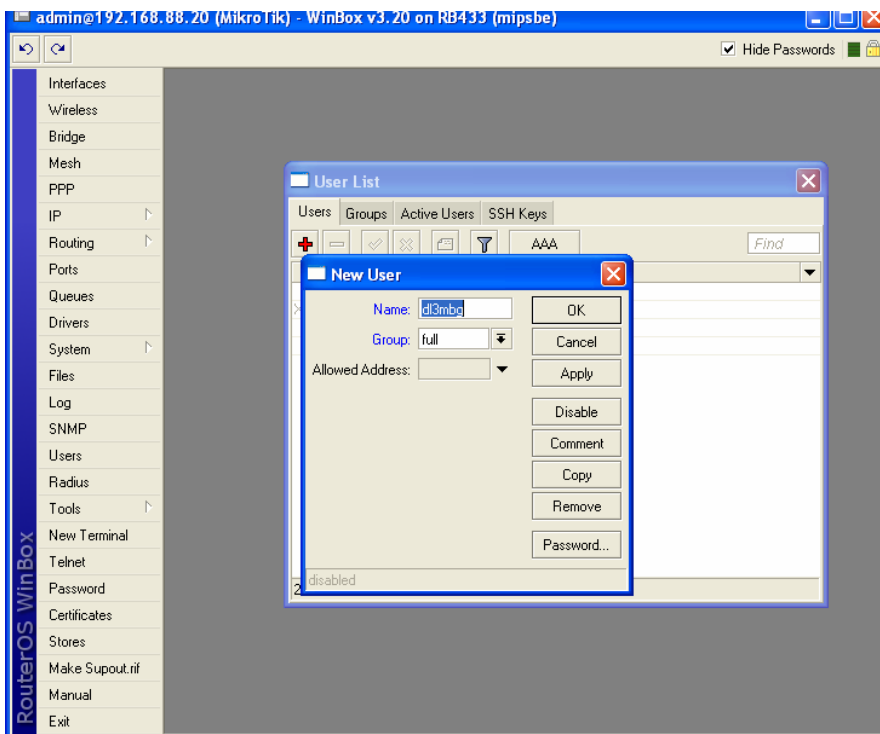 admin@192.168.88.20 (MikroTik) - WinBox v3.20 on RB433 (mipsbe)
Hide Passwords
Interfaces
Wireless
Bridge
Mesh
PPP
IP
Routing
Ports
Queues
Drivers
System
Files
Log
SNMP
Users
Radius
Tools
New Terminal
Telnet
Password
Certificates
Stores
Make Supout.rif
Manual
Exit
RouterOS WinBox
User List
Users Groups Active Users SSH Keys
AAA Find
New User
Name: dl3mbg OK
Group: full Cancel
Allowed Address: Apply
Disable
Comment
Copy
Remove
Password...
disabled
2